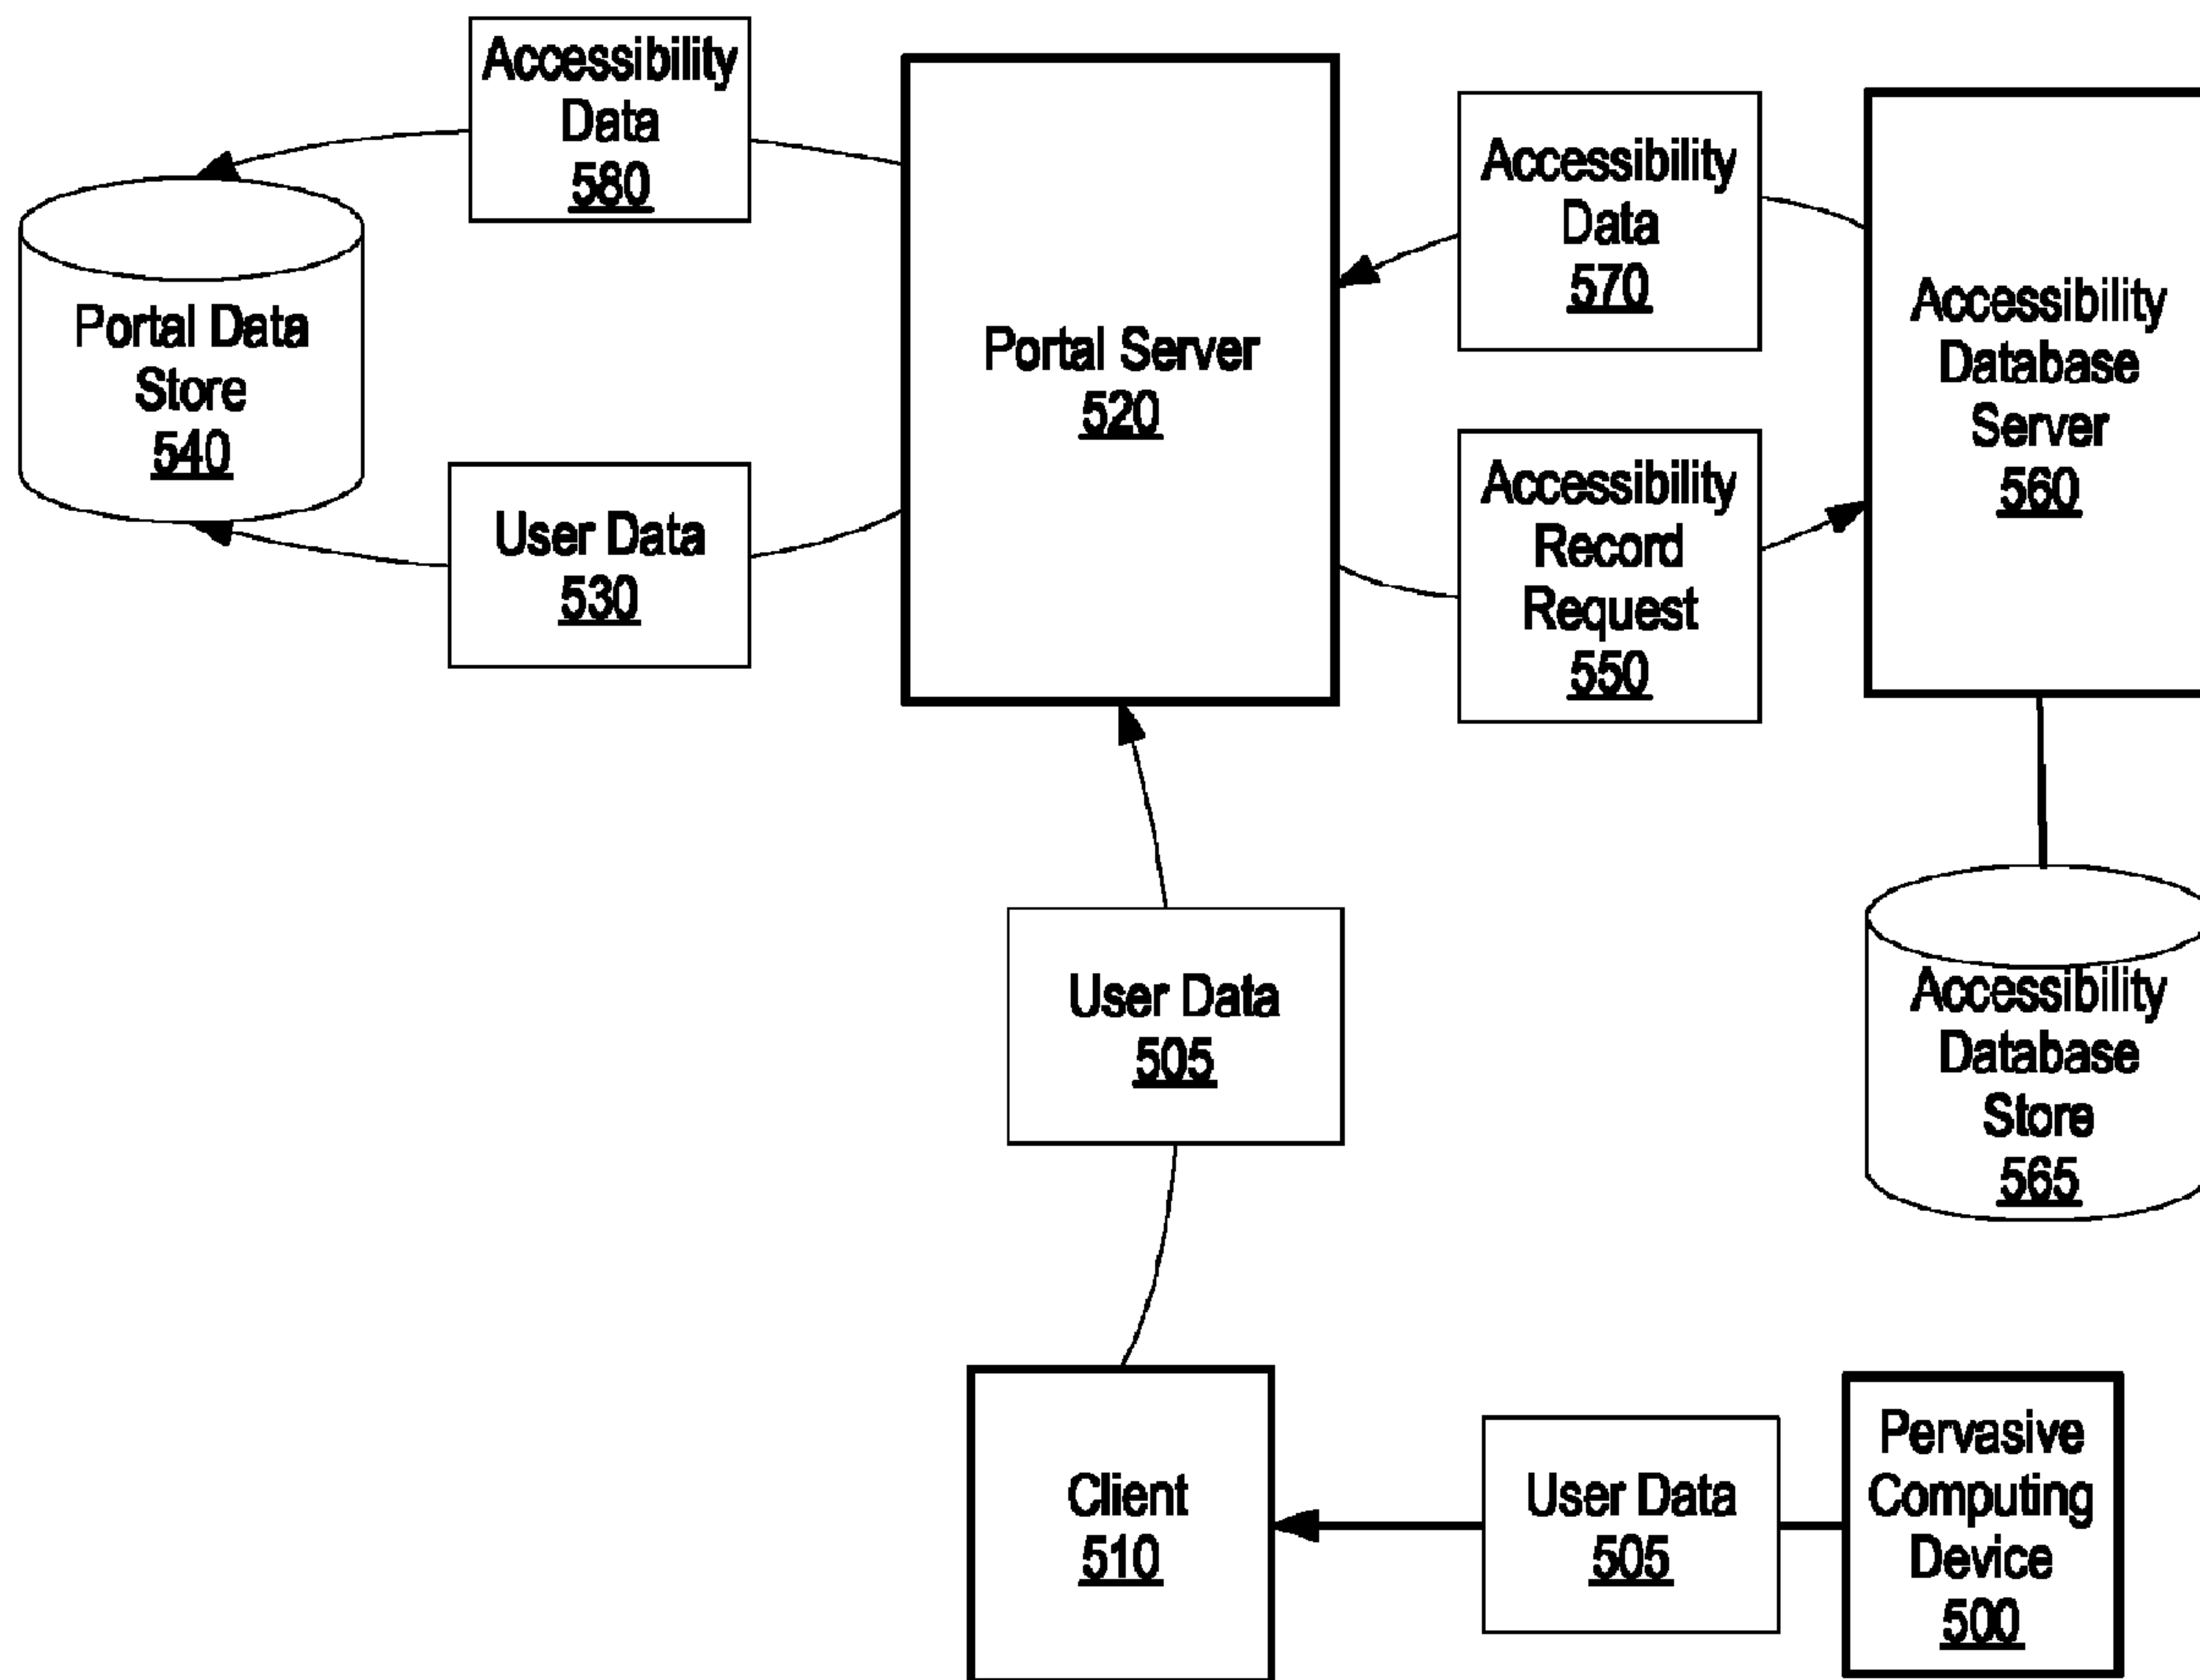 Accessibility
Data
580
Portal Data
Store
540
User Data
530
Portal Server
520
Accessibility
Data
570
Accessibility
Record
Request
550
Accessibility
Database
Server
560
Accessibility
Database
Store
565
User Data
505
Client
510
User Data
505
Pervasive
Computing
Device
500